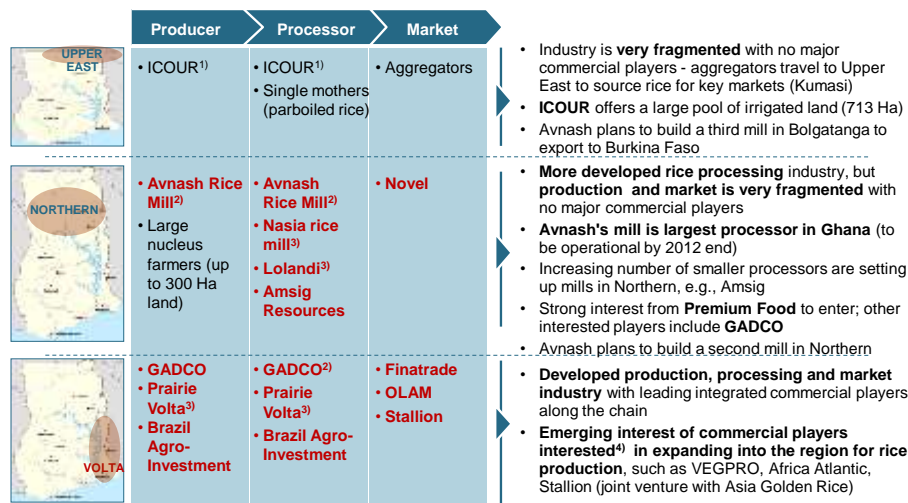 Producer
Processor
Market
UPPER
EAST
• ICOUR1)
• ICOUR1)
• Single mothers
(parboiled rice)
• Aggregators
• Industry is very fragmented with no major
commercial players - aggregators travel to Upper
East to source rice for key markets (Kumasi)
• ICOUR offers a large pool of irrigated land (713 Ha)
• Avnash plans to build a third mill in Bolgatanga to
export to Burkina Faso
NORTHERN
• Avnash Rice
Mill2)
• Large
nucleus
farmers (up
to 300 Ha
land)
• Avnash
Rice Mill2)
• Nasia rice
mill3)
• Lolandi3)
• Amsig
Resources
• Novel
• More developed rice processing industry, but
production and market is very fragmented with
no major commercial players
• Avnash's mill is largest processor in Ghana (to
be operational by 2012 end)
• Increasing number of smaller processors are setting
up mills in Northern, e.g., Amsig
• Strong interest from Premium Food to enter; other
interested players include GADCO
• Avnash plans to build a second mill in Northern
VOLTA
• GADCO
• Prairie
Volta3)
• Brazil
Agro-
Investment
• GADCO2)
• Prairie
Volta3)
• Brazil Agro-
Investment
• Finatrade
• OLAM
• Stallion
• Developed production, processing and market
industry with leading integrated commercial players
along the chain
• Emerging interest of commercial players
interested4) in expanding into the region for rice
production, such as VEGPRO, Africa Atlantic,
Stallion (joint venture with Asia Golden Rice)